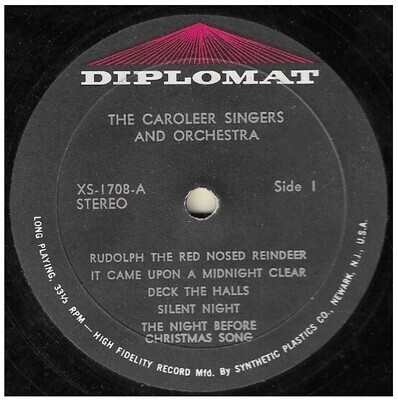 DIPLOMAT
THE CAROLEER SINGERS
AND ORCHESTRA
XS-1708-A
STEREO
Side 1
RUDOLPH THE RED NOSED REINDEER
IT CAME UPON A MIDNIGHT CLEAR
DECK THE HALLS
SILENT NIGHT
THE NIGHT BEFORE
CHRISTMAS SONG
LONG PLAYING, 33⅓ RPM — HIGH FIDELITY RECORD Mfd. By SYNTHETIC PLASTICS CO., NEWARK, N.J., U.S.A.